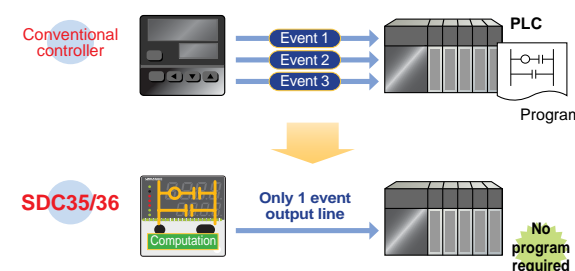 Conventional
controller
Event 1
Event 2
Event 3
PLC
Program
SDC35/36
Computation
Only 1 event
output line
No
program
required